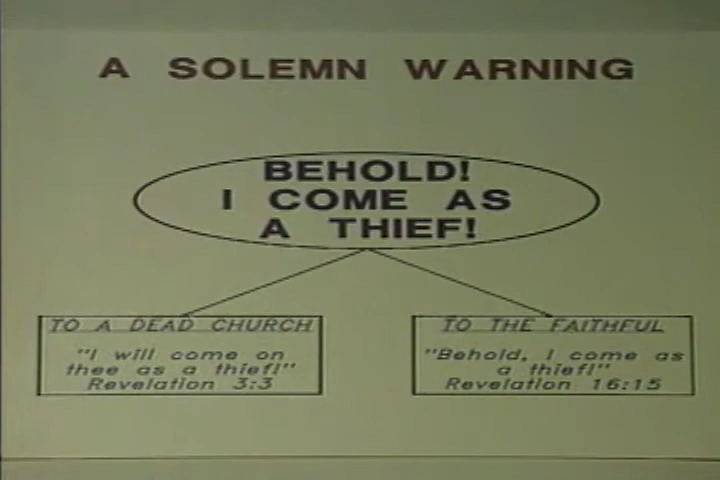 A SOLEMN WARNING
BEHOLD!
I COME AS
A THIEF!
TO A DEAD CHURCH
"I will come on
thee as a thief!"
Revelation 3:3
TO THE FAITHFUL
"Behold, I come as
a thief!"
Revelation 16:15